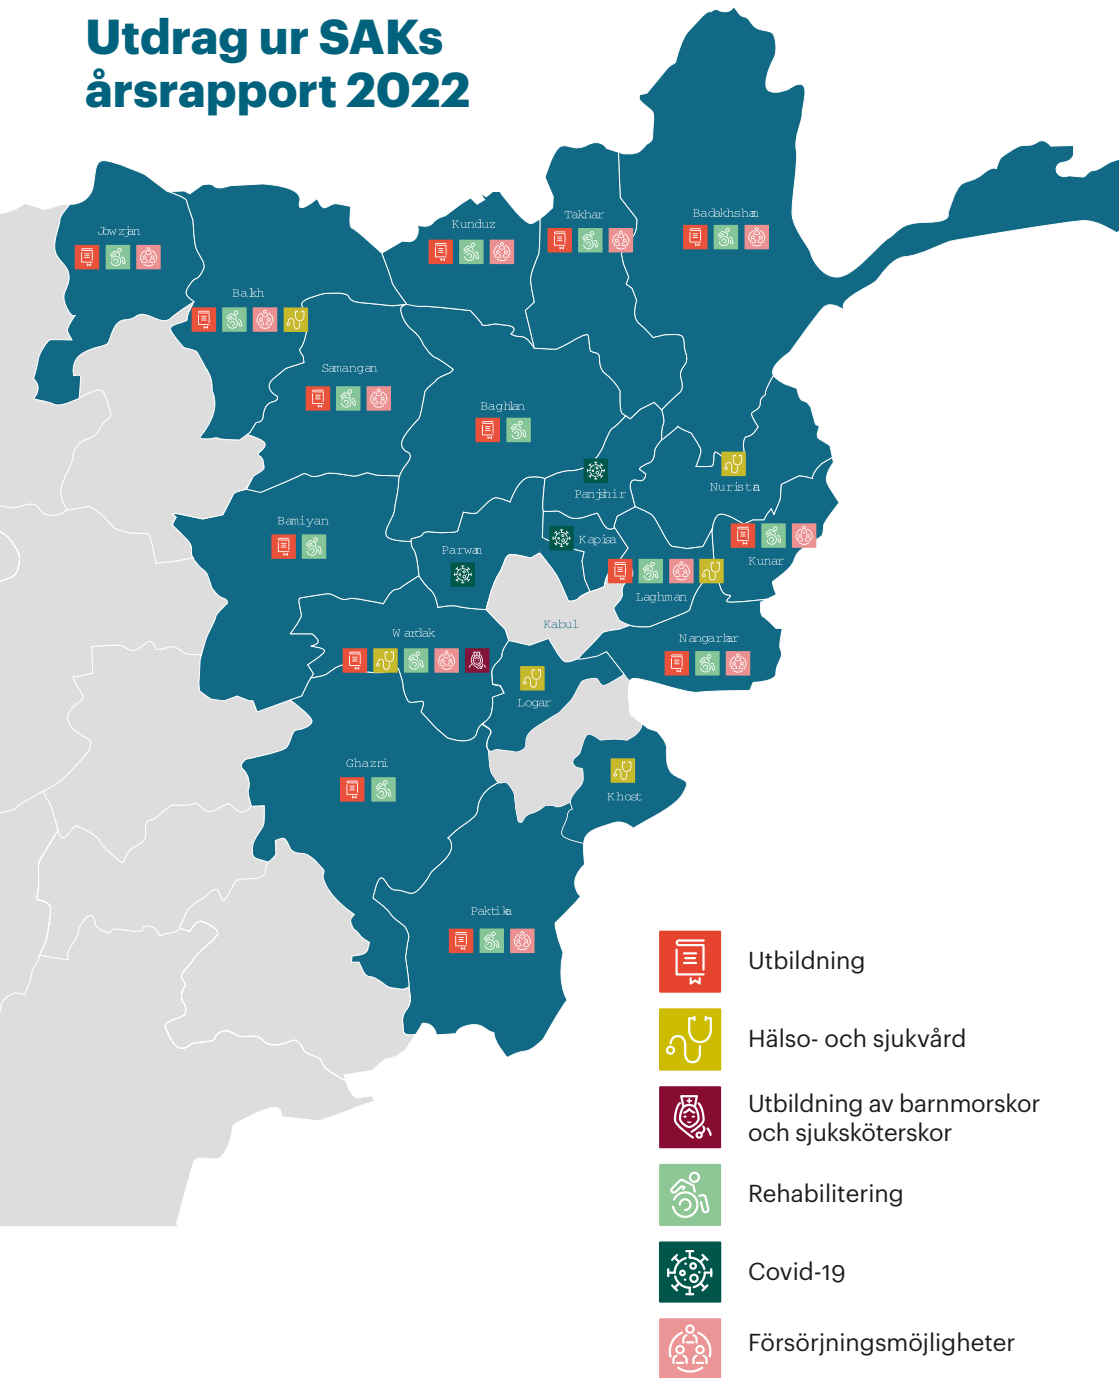 Utdrag ur SAKs
årsrapport 2022
Jowzjan
Kunduz
Takhar
Badakhshan
Balkh
Samangan
Baghlan
Panjshir
Nuristan
Bamiyan
Parwan
Kapisa
Kunar
Laghman
Kabul
Wardak
Nangarhar
Logar
Ghazni
Khost
Paktika
Utbildning
Hälso- och sjukvård
Utbildning av barnmorskor
och sjuksköterskor
Rehabilitering
Covid-19
Försörjningsmöjligheter